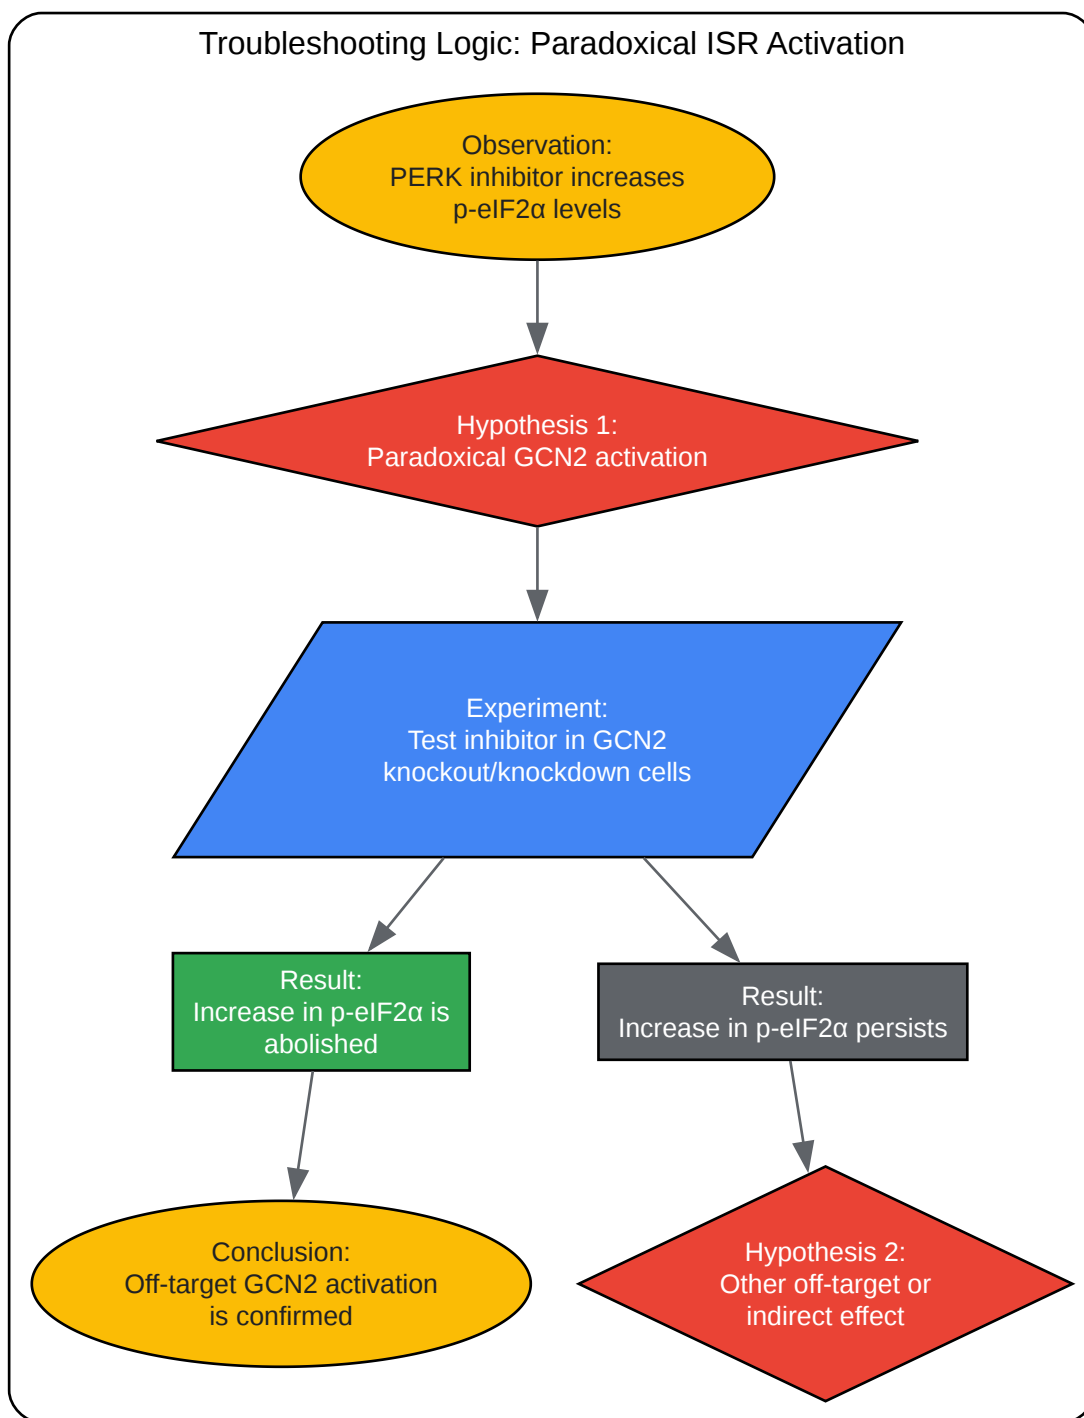 Troubleshooting Logic: Paradoxical ISR Activation
Observation:
PERK inhibitor increases
p-eIF2α levels
Hypothesis 1:
Paradoxical GCN2 activation
Experiment:
Test inhibitor in GCN2
knockout/knockdown cells
Result:
Increase in p-eIF2α is
abolished
Result:
Increase in p-eIF2α persists
Conclusion:
Off-target GCN2 activation
is confirmed
Hypothesis 2:
Other off-target or
indirect effect